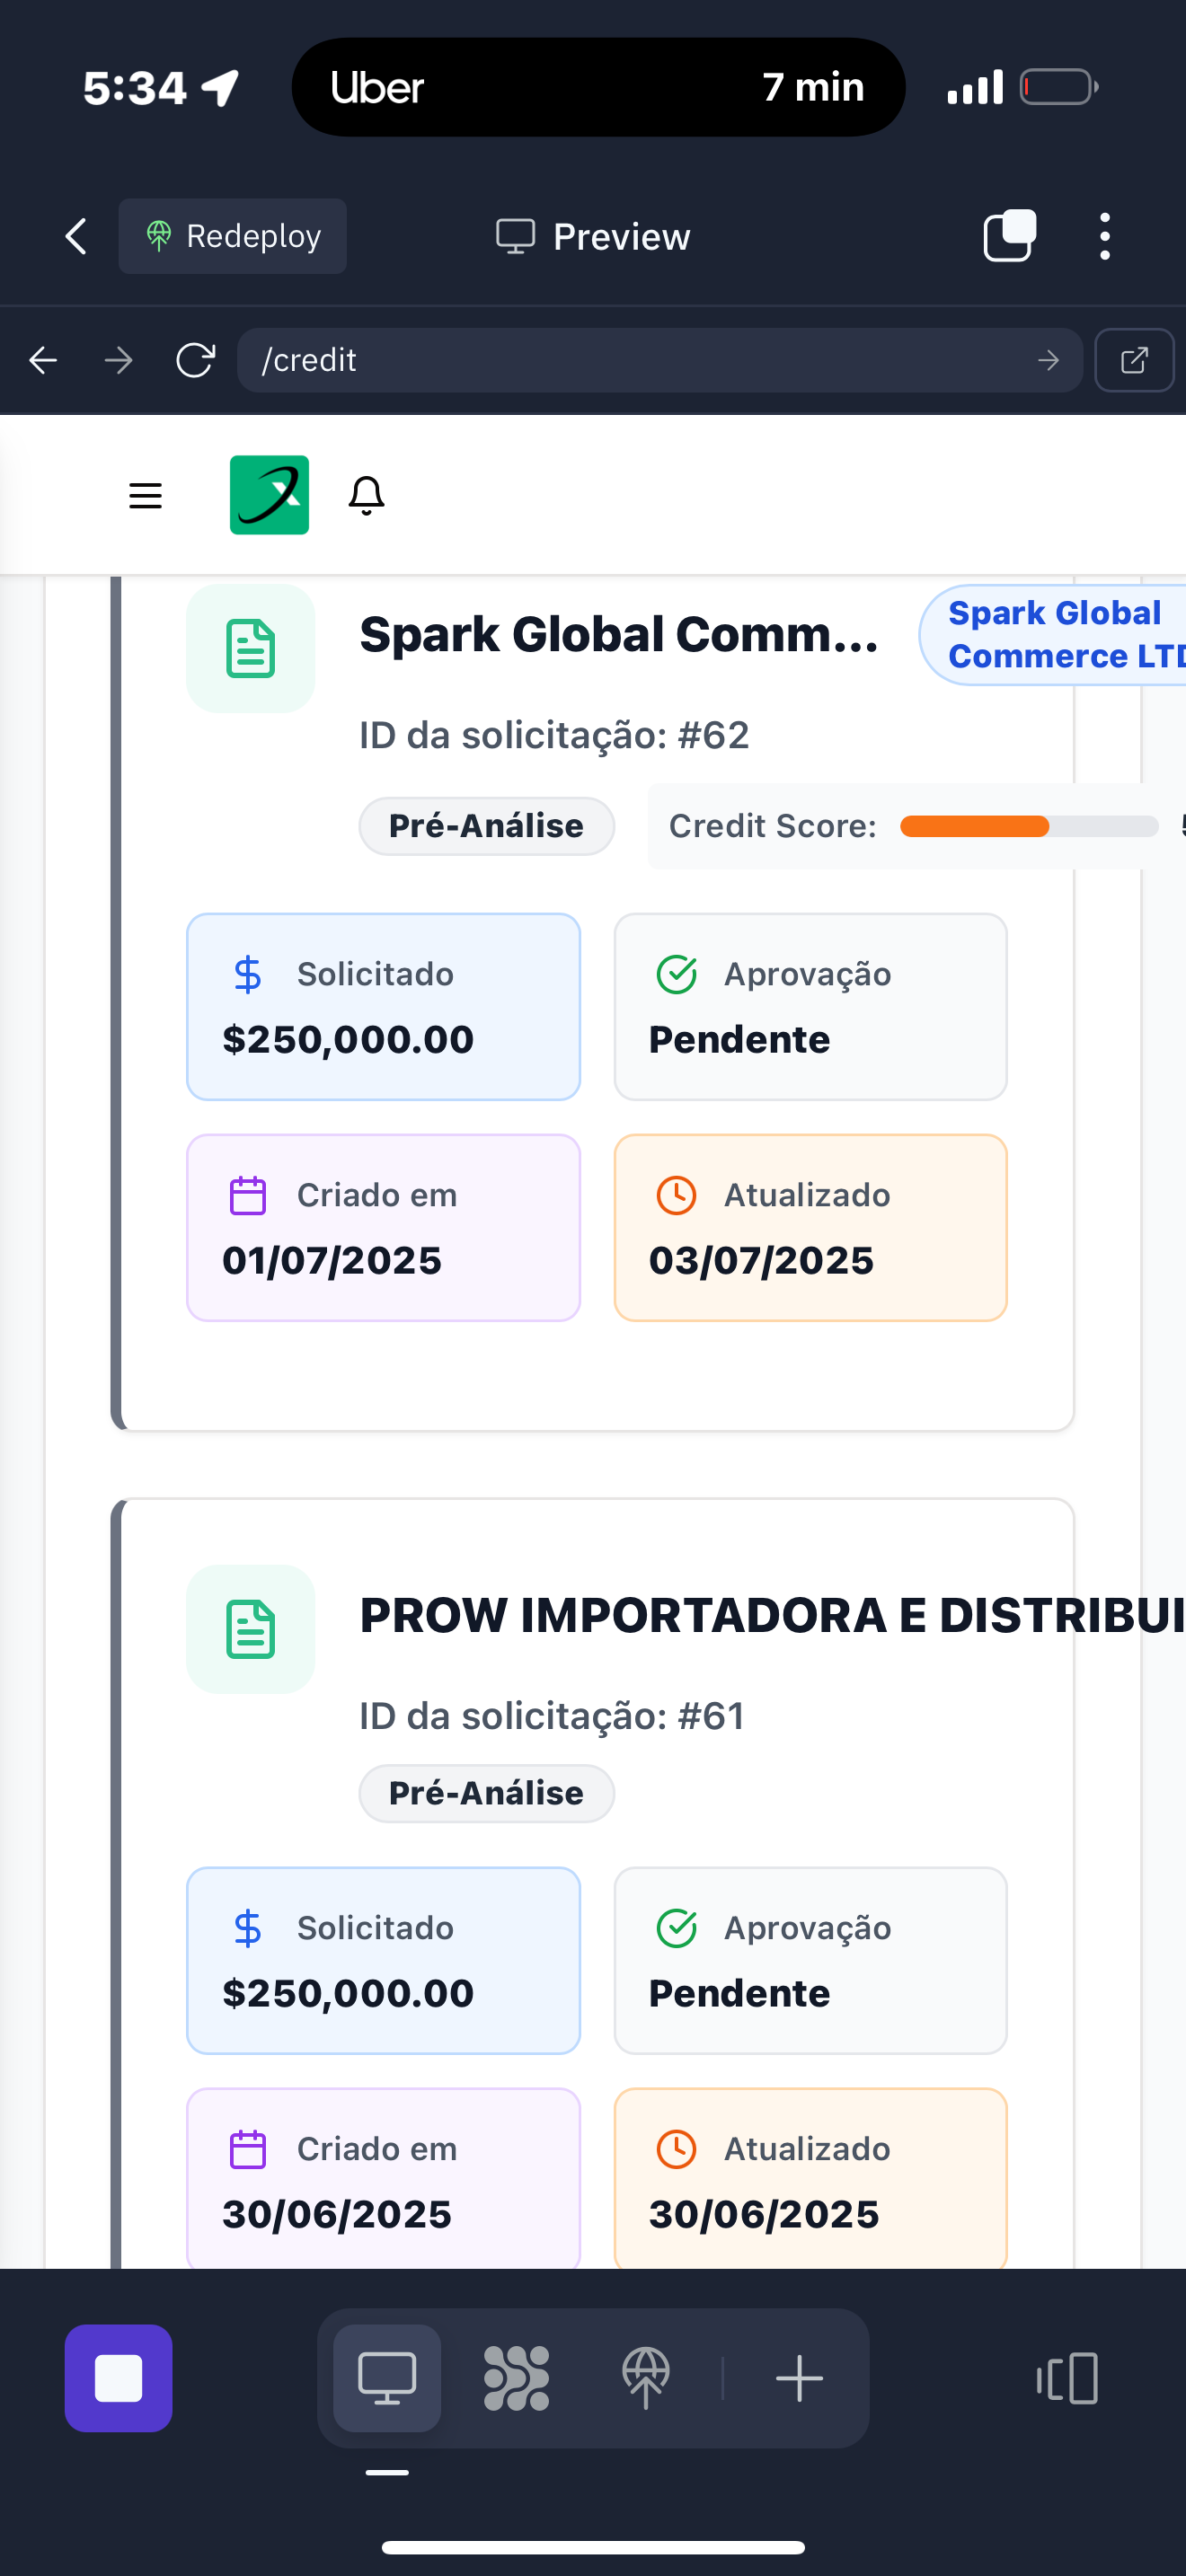 5:34
Uber 7 min
Redeploy
Preview
/credit
Spark Global Comm...
Spark Global
Commerce LTD
ID da solicitação: #62
Pré-Análise
Credit Score:
Solicitado
$250,000.00
Aprovação
Pendente
Criado em
01/07/2025
Atualizado
03/07/2025
PROW IMPORTADORA E DISTRIBUI
ID da solicitação: #61
Pré-Análise
Solicitado
$250,000.00
Aprovação
Pendente
Criado em
30/06/2025
Atualizado
30/06/2025